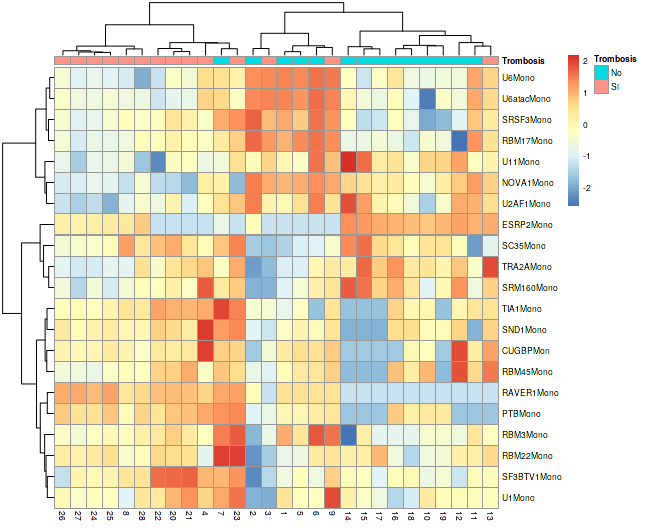 Trombosis
Trombosis
No
SI
2
1
0
-1
-2
U6Mono
U6atacMono
SRSF3Mono
RBM17Mono
U11Mono
NOVA1Mono
U2AF1Mono
ESRP2Mono
SC35Mono
TRA2AMono
SRM160Mono
TIA1Mono
SND1Mono
CUGBPMon
RBM45Mono
RAVER1Mono
PTBMono
RBM3Mono
RBM22Mono
SF3BTV1Mono
U1Mono
26 27 24 25 8 28 22 20 21 4 7 23 2 3 1 5 6 9 14 15 17 16 18 10 19 12 11 13